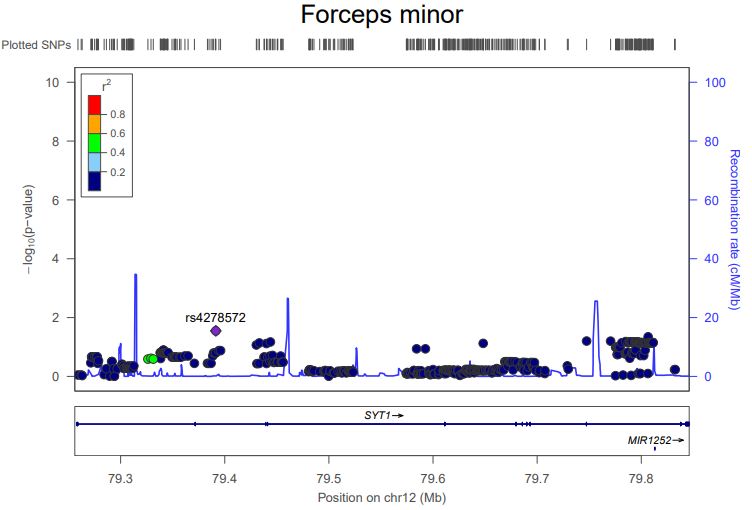 Forceps minor
Plotted SNPs
r2
0.8
0.6
0.4
0.2
10
8
6
4
2
0
−log10(p−value)
100
80
60
40
20
0
Recombination rate (cM/Mb)
rs4278572
SYT1→
MIR1252→
79.3 79.4 79.5 79.6 79.7 79.8
Position on chr12 (Mb)